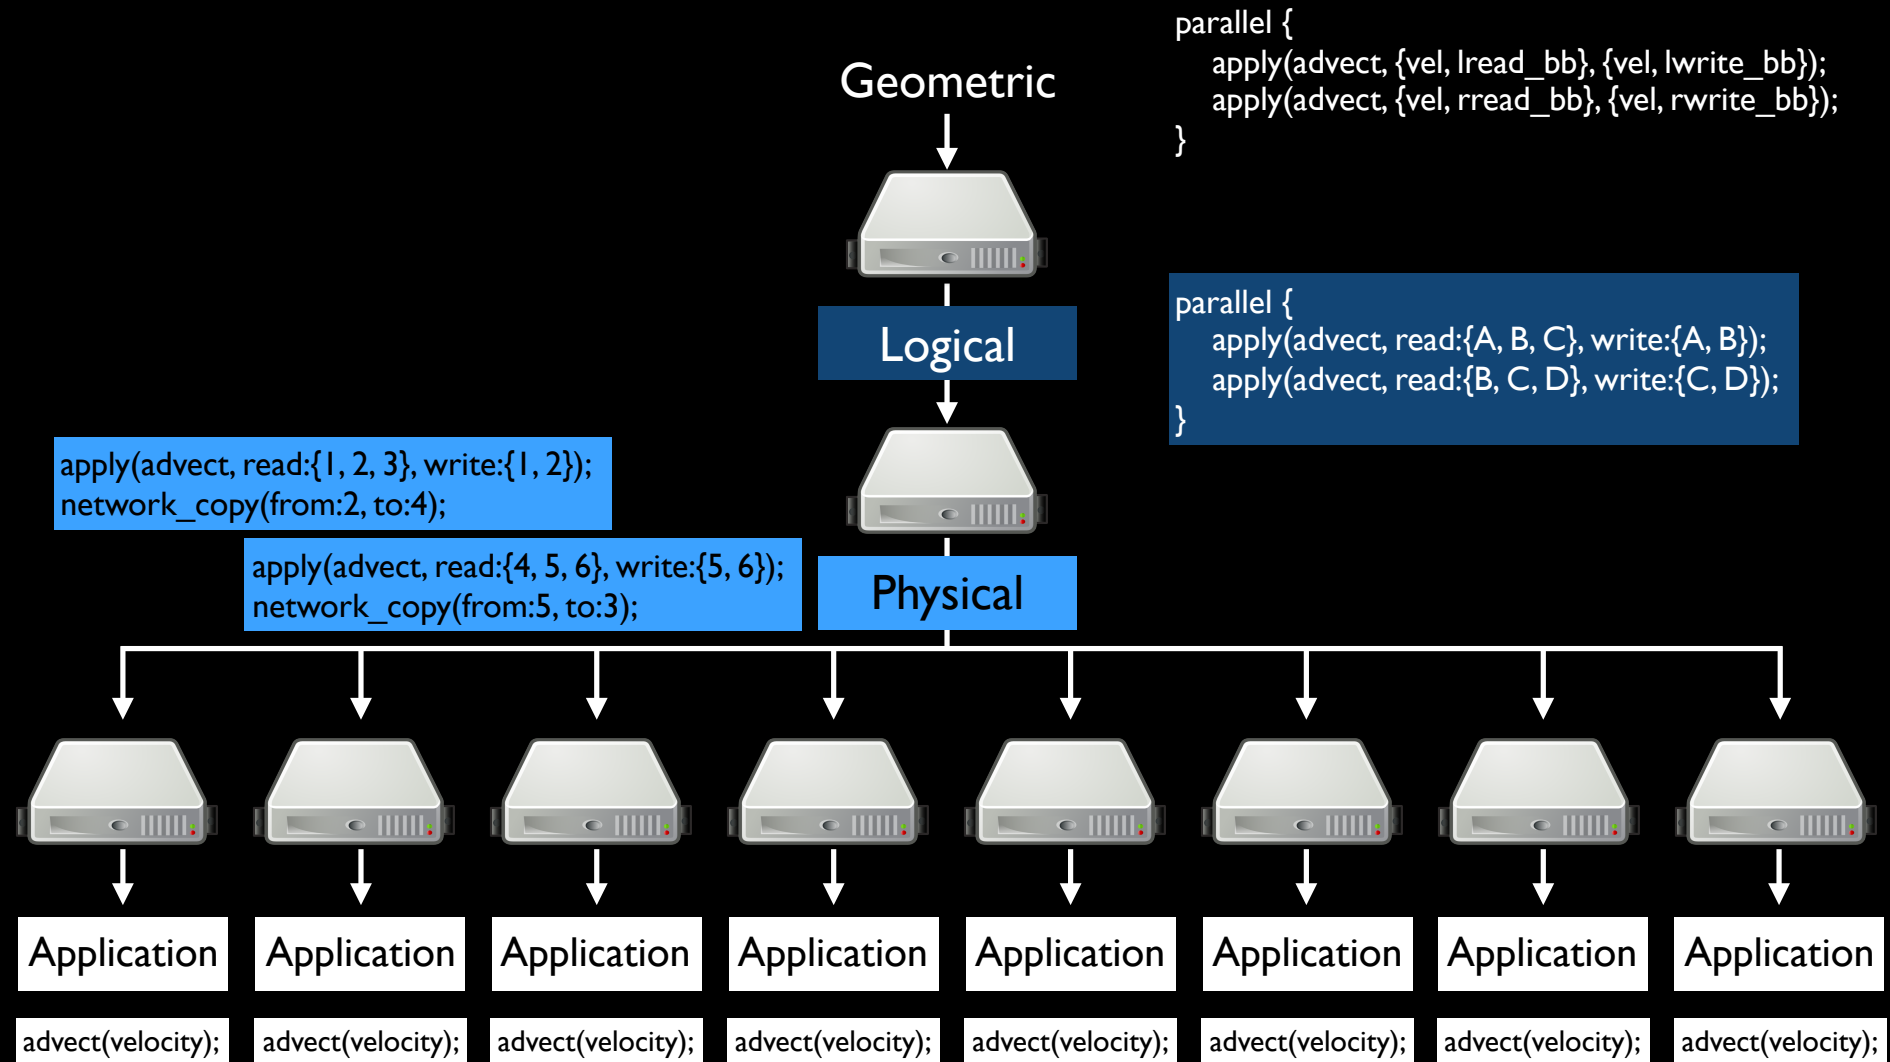 parallel {
apply(advect, {vel, lread_bb}, {vel, lwrite_bb});
apply(advect, {vel, rread_bb}, {vel, rwrite_bb});
}
Geometric
parallel {
apply(advect, read:{A, B, C}, write:{A, B});
apply(advect, read:{B, C, D}, write:{C, D});
}
Logical
apply(advect, read:{1, 2, 3}, write:{1, 2});
network_copy(from:2, to:4);
apply(advect, read:{4, 5, 6}, write:{5, 6});
network_copy(from:5, to:3);
Physical
Application Application Application Application Application Application Application Application
advect(velocity); advect(velocity); advect(velocity); advect(velocity); advect(velocity); advect(velocity); advect(velocity); advect(velocity);